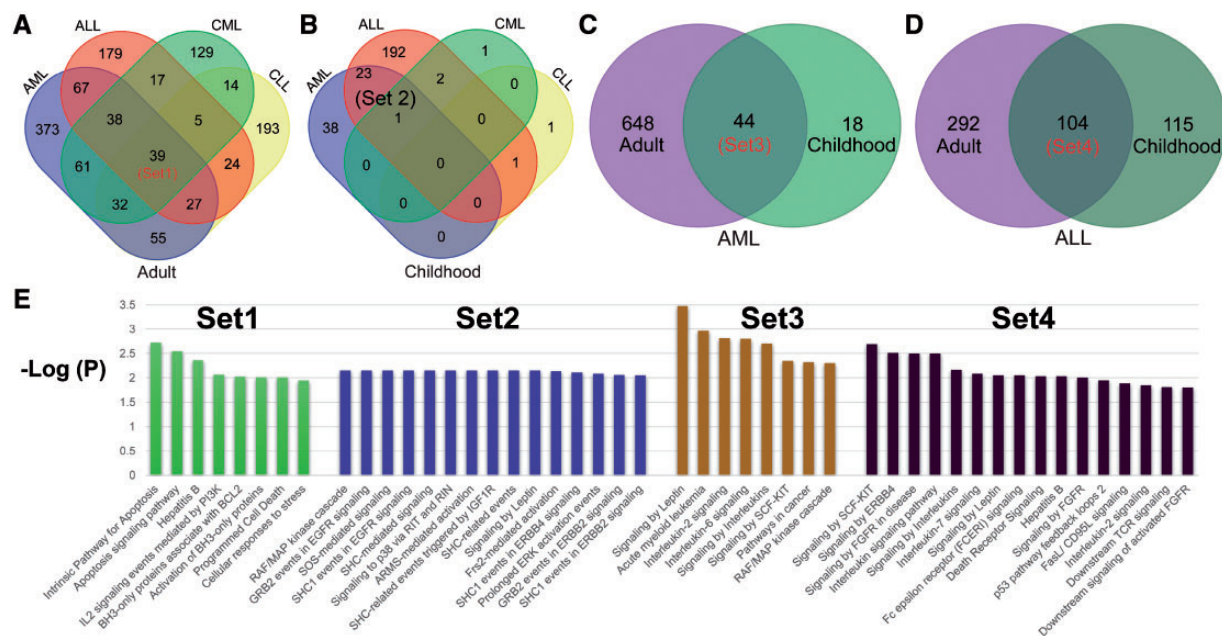 A
ALL
CML
AML
CLL
179
129
67
17
14
373
38
5
193
61
39
(Set1)
24
32
27
55
Adult
B
ALL
CML
AML
CLL
192
1
23
(Set 2)
2
0
38
1
0
1
0
0
1
0
0
0
Childhood
C
648
Adult
44
(Set3)
18
Childhood
AML
D
292
Adult
104
(Set4)
115
Childhood
ALL
E
-Log (P)
3.5
3
2.5
2
1.5
1
0.5
0
Set1
Set2
Set3
Set4
Intrinsic Pathway for Apoptosis
Apoptosis signaling pathway
Hepatitis B
IL2 signaling events mediated by PI3K
BH3-only proteins associate with BCL2
Activation of BH3-only proteins
Programmed Cell Death
Cellular responses to stress
RAF/MAP kinase cascade
GRB2 events in EGFR signaling
SOS-mediated signaling
SHC1 events in EGFR signaling
SHC-mediated signaling
Signaling to p38 via RIT and RIN
ARMS-mediated activation
SHC-related events triggered by IGF1R
SHC-related events
Signaling by Leptin
Frs2-mediated activation
SHC1 events in ERBB4 signaling
Prolonged ERK activation events
GRB2 events in ERBB2 signaling
SHC1 events in ERBB2 signaling
Signaling by Leptin
Acute myeloid leukemia
Interleukin-2 signaling
Interleukin-6 signaling
Signaling by Interleukins
Signaling by SCF-KIT
Pathways in cancer
RAF/MAP kinase cascade
Signaling by SCF-KIT
Signaling by ERBB4
Signaling by FGFR in disease
Interleukin signaling pathway
Signaling by Interleukins
Interleukin-7 signaling
Signaling by Leptin
Fc epsilon receptor (FCERI) signaling
Death Receptor Signaling
Hepatitis B
Signaling by FGFR
p53 pathway feedback loops 2
FasL/ CD95L signaling
Interleukin-2 signaling
Downstream TCR signaling
Downstream signaling of activated FGFR